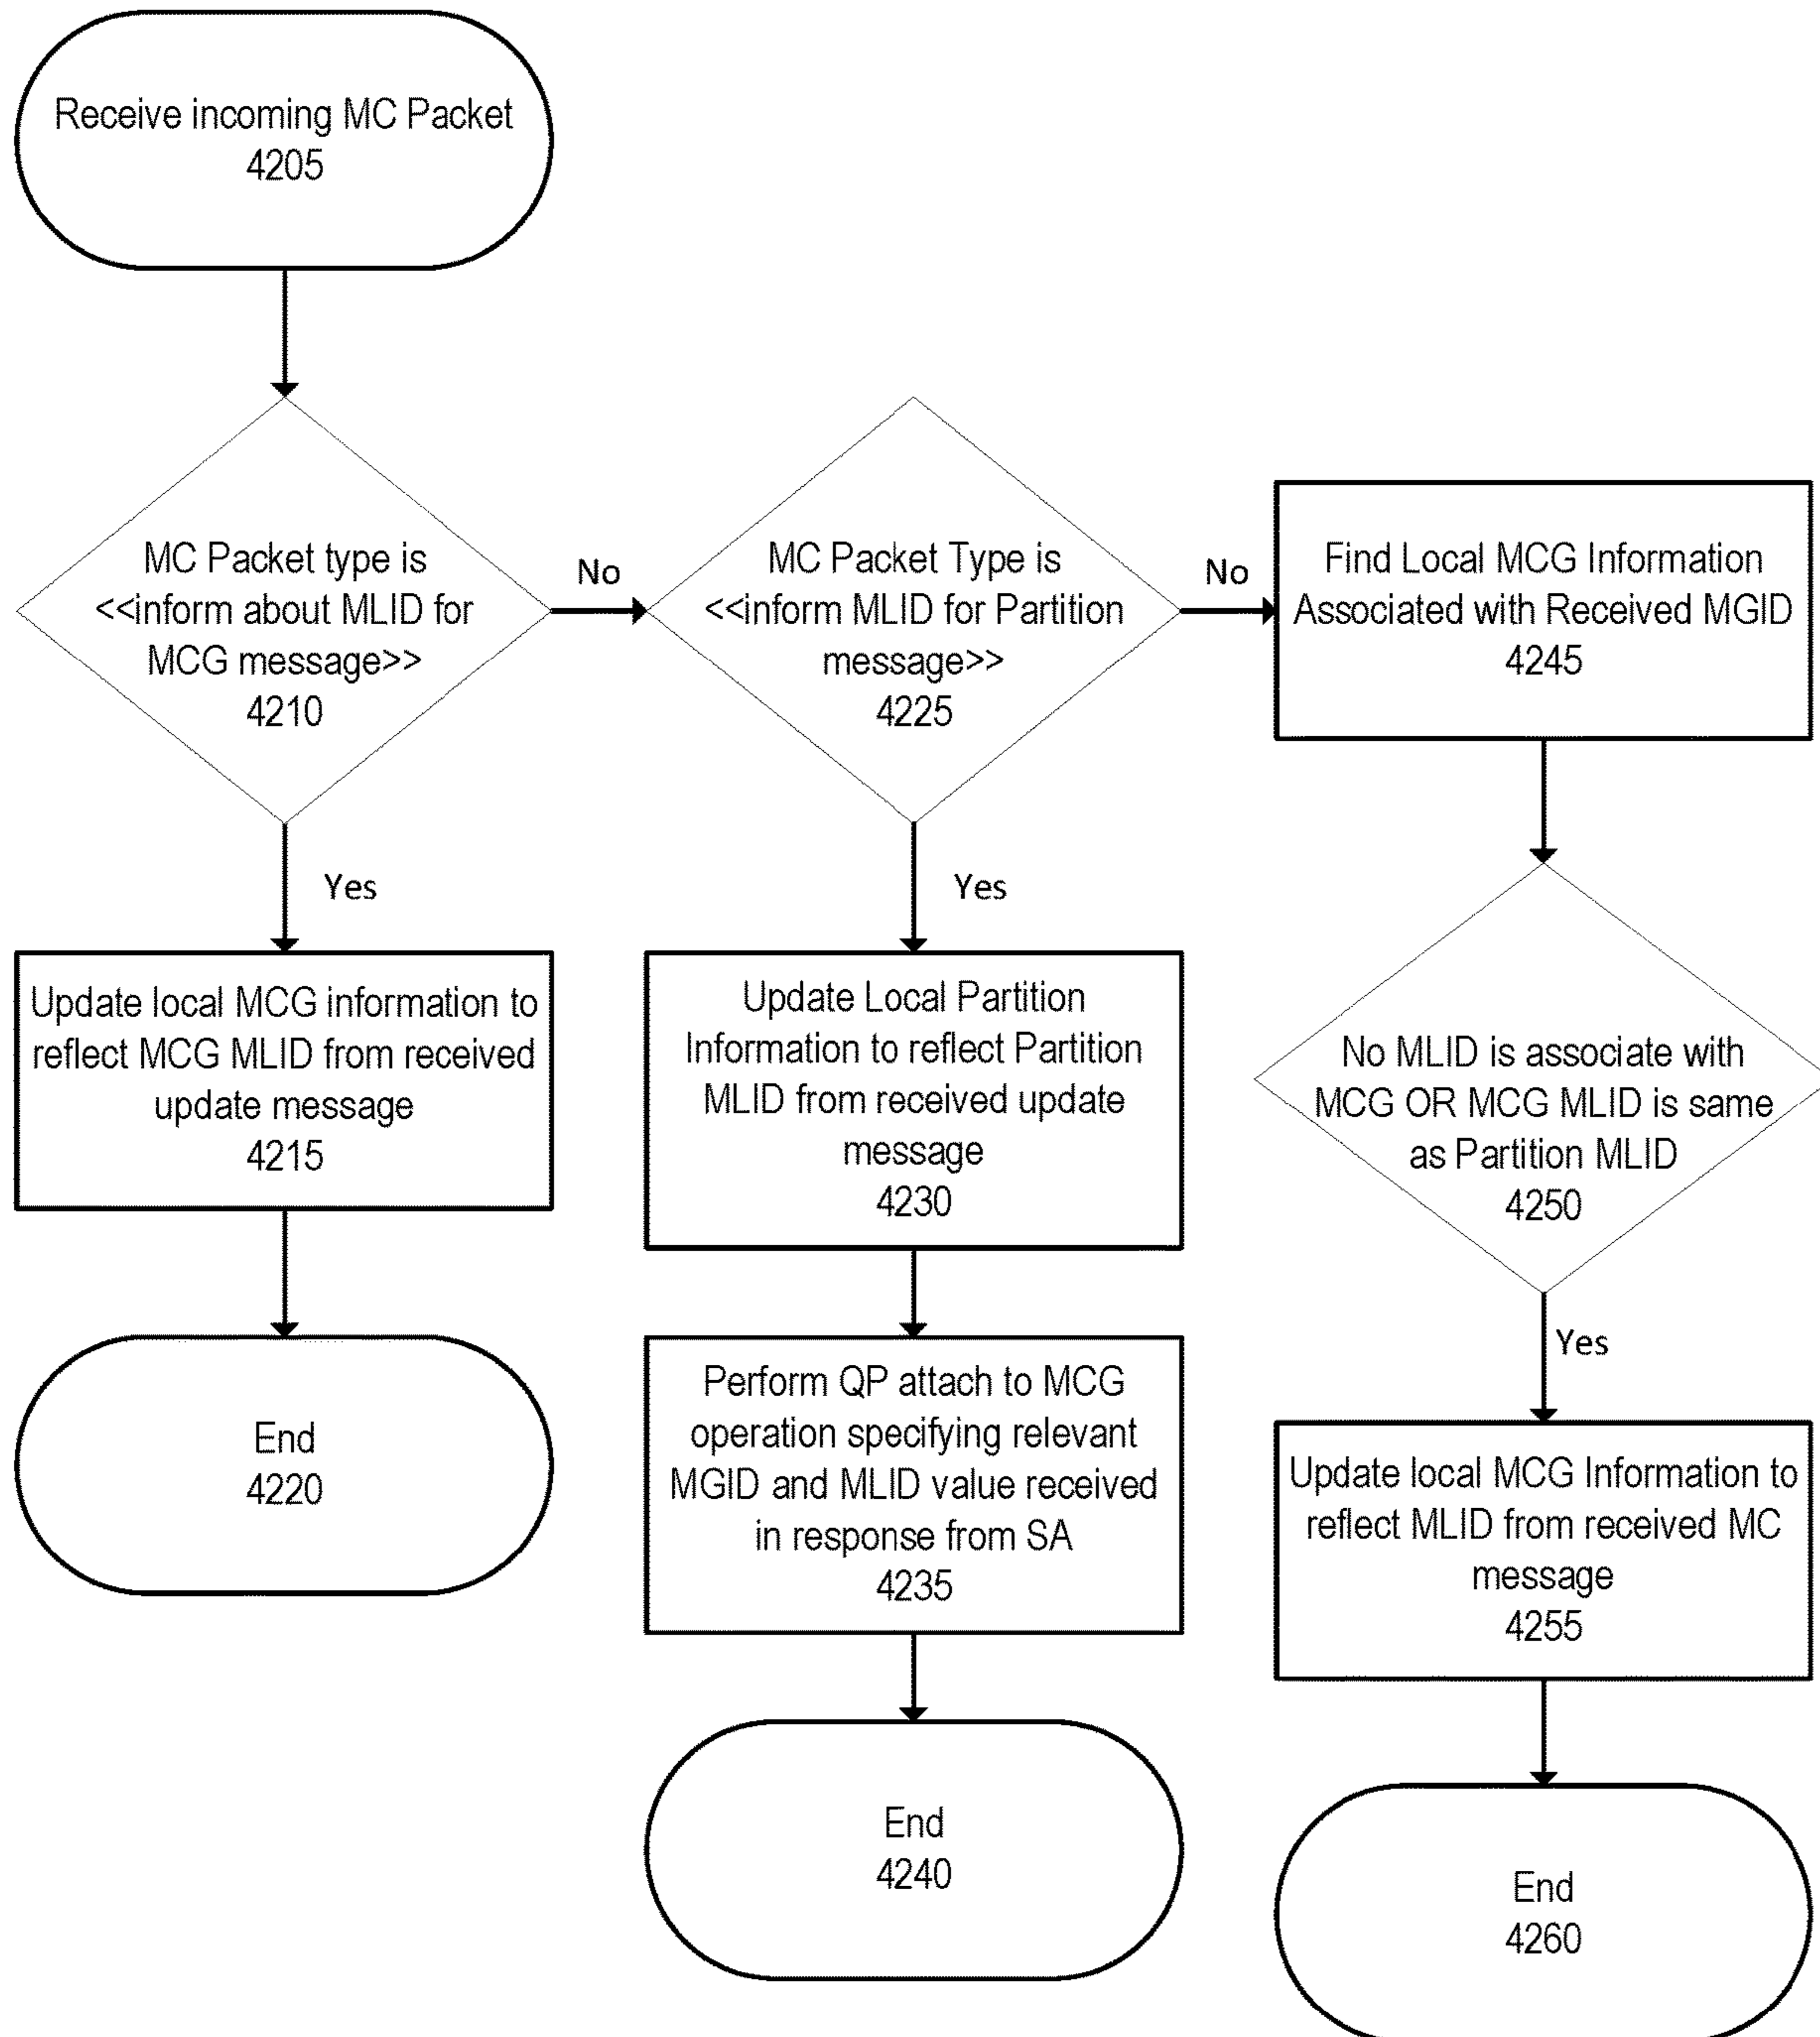 Receive incoming MC Packet
4205
MC Packet type is
<<inform about MLID for
MCG message>>
4210
No
MC Packet Type is
<<inform MLID for Partition
message>>
4225
No
Find Local MCG Information
Associated with Received MGID
4245
Yes
Update local MCG information to
reflect MCG MLID from received
update message
4215
End
4220
Yes
Update Local Partition
Information to reflect Partition
MLID from received update
message
4230
Perform QP attach to MCG
operation specifying relevant
MGID and MLID value received
in response from SA
4235
End
4240
No MLID is associate with
MCG OR MCG MLID is same
as Partition MLID
4250
Yes
Update local MCG Information to
reflect MLID from received MC
message
4255
End
4260